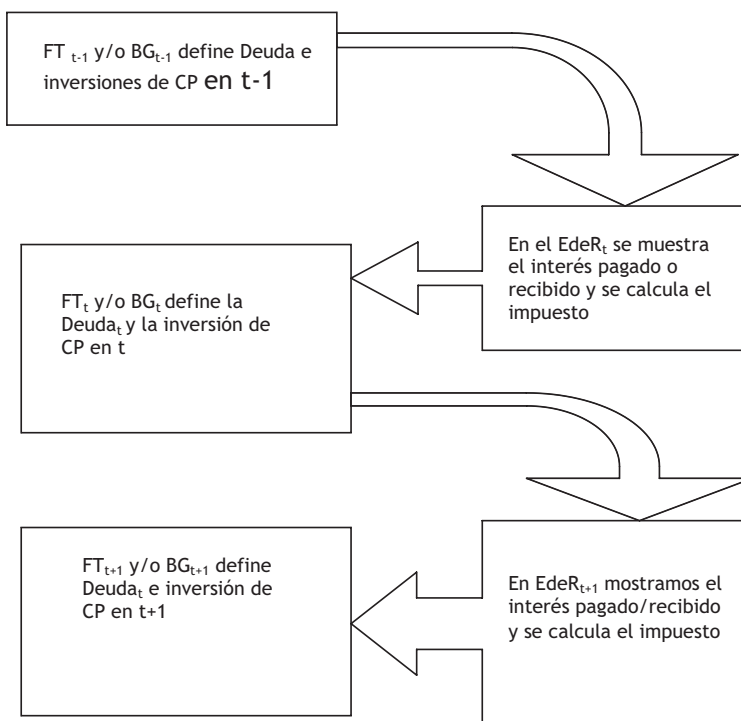 FT t-1 y/o BGt-1 define Deuda e
inversiones de CP en t-1
En el EdeRt se muestra
el interés pagado o
recibido y se calcula el
impuesto
FTt y/o BGt define la
Deudat y la inversión de
CP en t
FTt+1 y/o BGt+1 define
Deudat e inversión de
CP en t+1
En EdeRt+1 mostramos el
interés pagado/recibido
y se calcula el impuesto